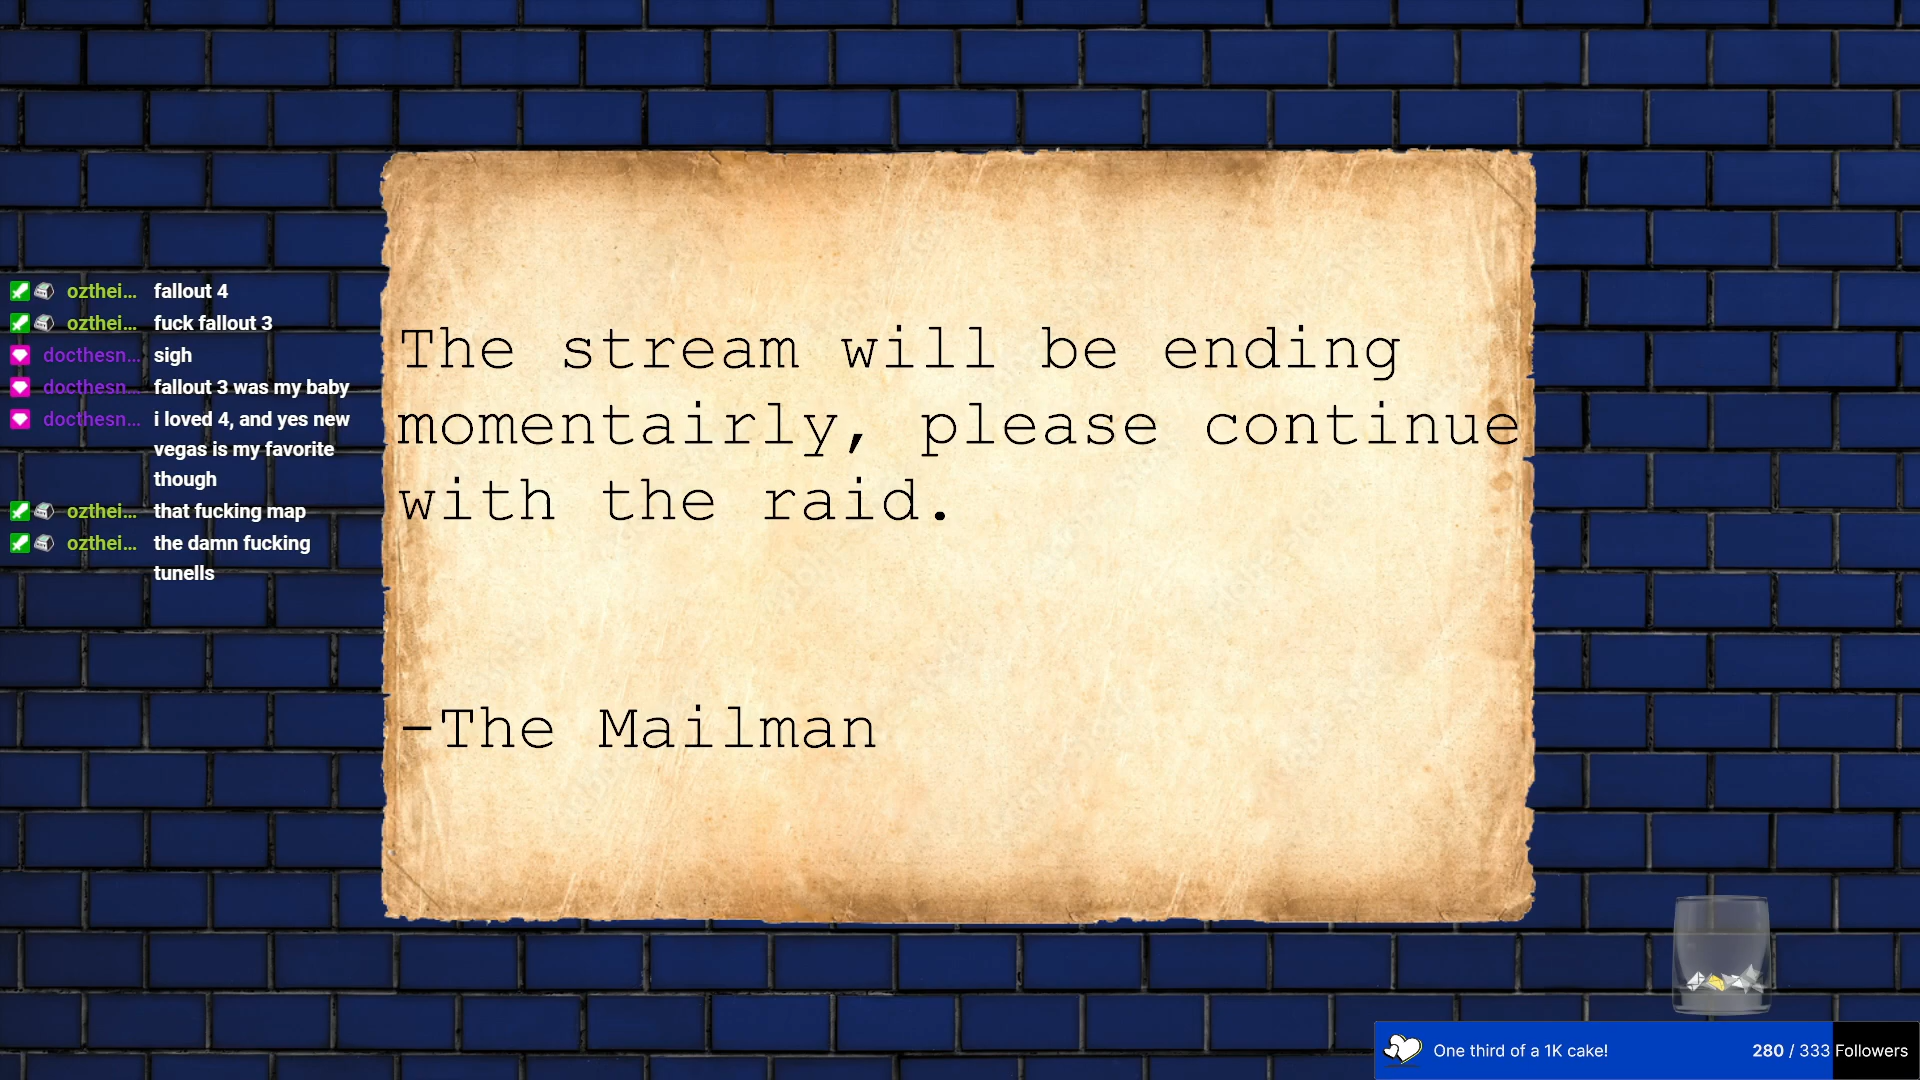 ozthei... fallout 4
ozthei... fuck fallout 3
docthesn... sigh
docthesn... fallout 3 was my baby
docthesn... i loved 4, and yes new
vegas is my favorite
though
ozthei... that fucking map
ozthei... the damn fucking
tunells
The stream will be ending
momentairly, please continue
with the raid.
-The Mailman
One third of a 1K cake! 280 / 333 Followers